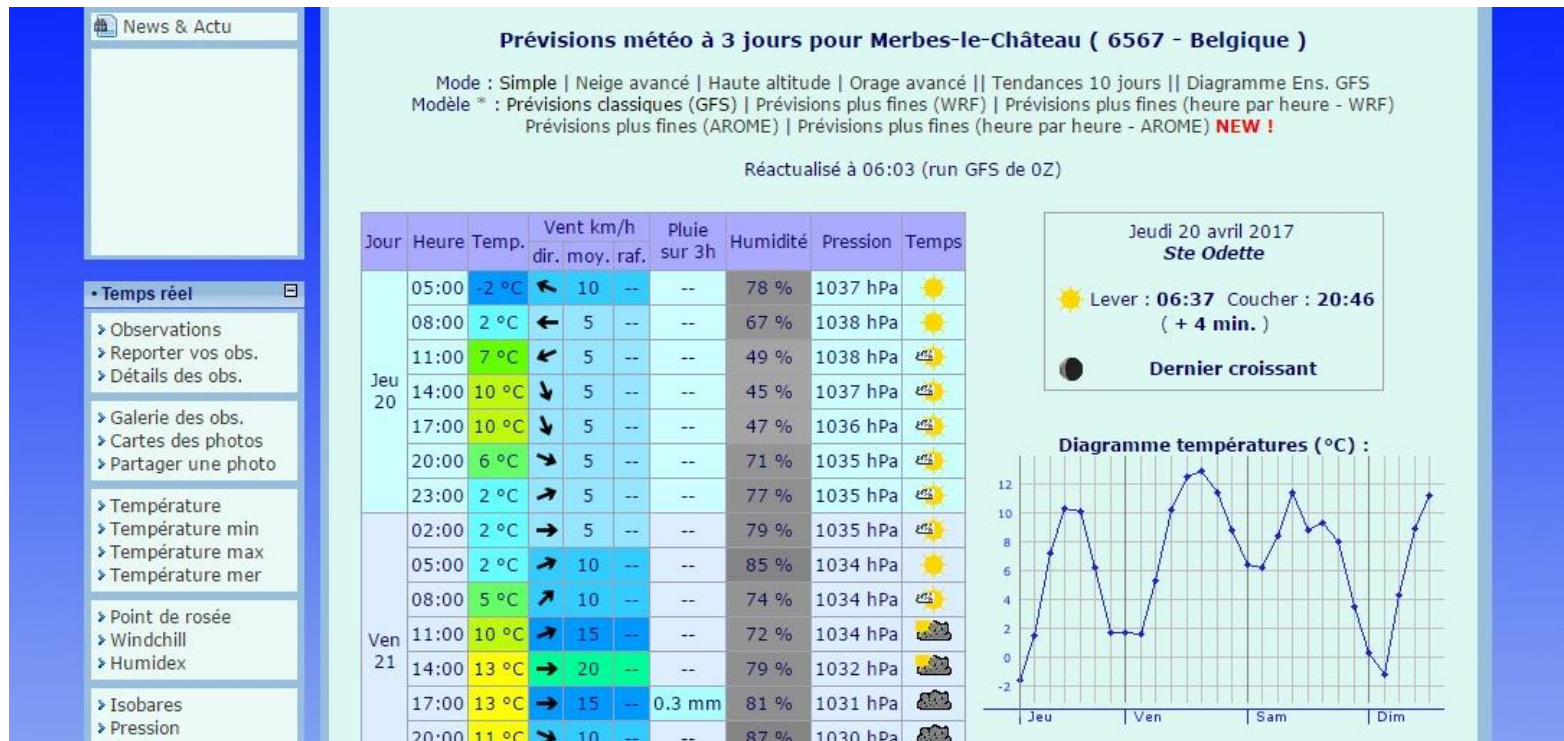 News & Actu
• Temps réel
Observations
Reporter vos obs.
Détails des obs.
Galerie des obs.
Cartes des photos
Partager une photo
Température
Température min
Température max
Température mer
Point de rosée
Windchill
Humidex
Isobares
Pression
Prévisions météo à 3 jours pour Merbes-le-Château ( 6567 - Belgique )
Mode : Simple | Neige avancé | Haute altitude | Orage avancé || Tendances 10 jours || Diagramme Ens. GFS
Modèle * : Prévisions classiques (GFS) | Prévisions plus fines (WRF) | Prévisions plus fines (heure par heure - WRF)
Prévisions plus fines (AROME) | Prévisions plus fines (heure par heure - AROME) NEW !
Réactualisé à 06:03 (run GFS de 0Z)
Jour Heure Temp. Vent km/h Pluie sur 3h Humidité Pression Temps
dir. moy. raf.
Jeu 20
05:00 -2 °C 10 -- -- 78 % 1037 hPa
08:00 2 °C 5 -- -- 67 % 1038 hPa
11:00 7 °C 5 -- -- 49 % 1038 hPa
14:00 10 °C 5 -- -- 45 % 1037 hPa
17:00 10 °C 5 -- -- 47 % 1036 hPa
20:00 6 °C 5 -- -- 71 % 1035 hPa
23:00 2 °C 5 -- -- 77 % 1035 hPa
Ven 21
02:00 2 °C 5 -- -- 79 % 1035 hPa
05:00 2 °C 10 -- -- 85 % 1034 hPa
08:00 5 °C 10 -- -- 74 % 1034 hPa
11:00 10 °C 15 -- -- 72 % 1034 hPa
14:00 13 °C 20 -- -- 79 % 1032 hPa
17:00 13 °C 15 -- 0.3 mm 81 % 1031 hPa
20:00 11 °C 10 -- -- 87 % 1030 hPa
Jeudi 20 avril 2017
Ste Odette
Lever : 06:37 Coucher : 20:46
( + 4 min. )
Dernier croissant
Diagramme températures (°C) :
12
10
8
6
4
2
0
-2
Jeu Ven Sam Dim